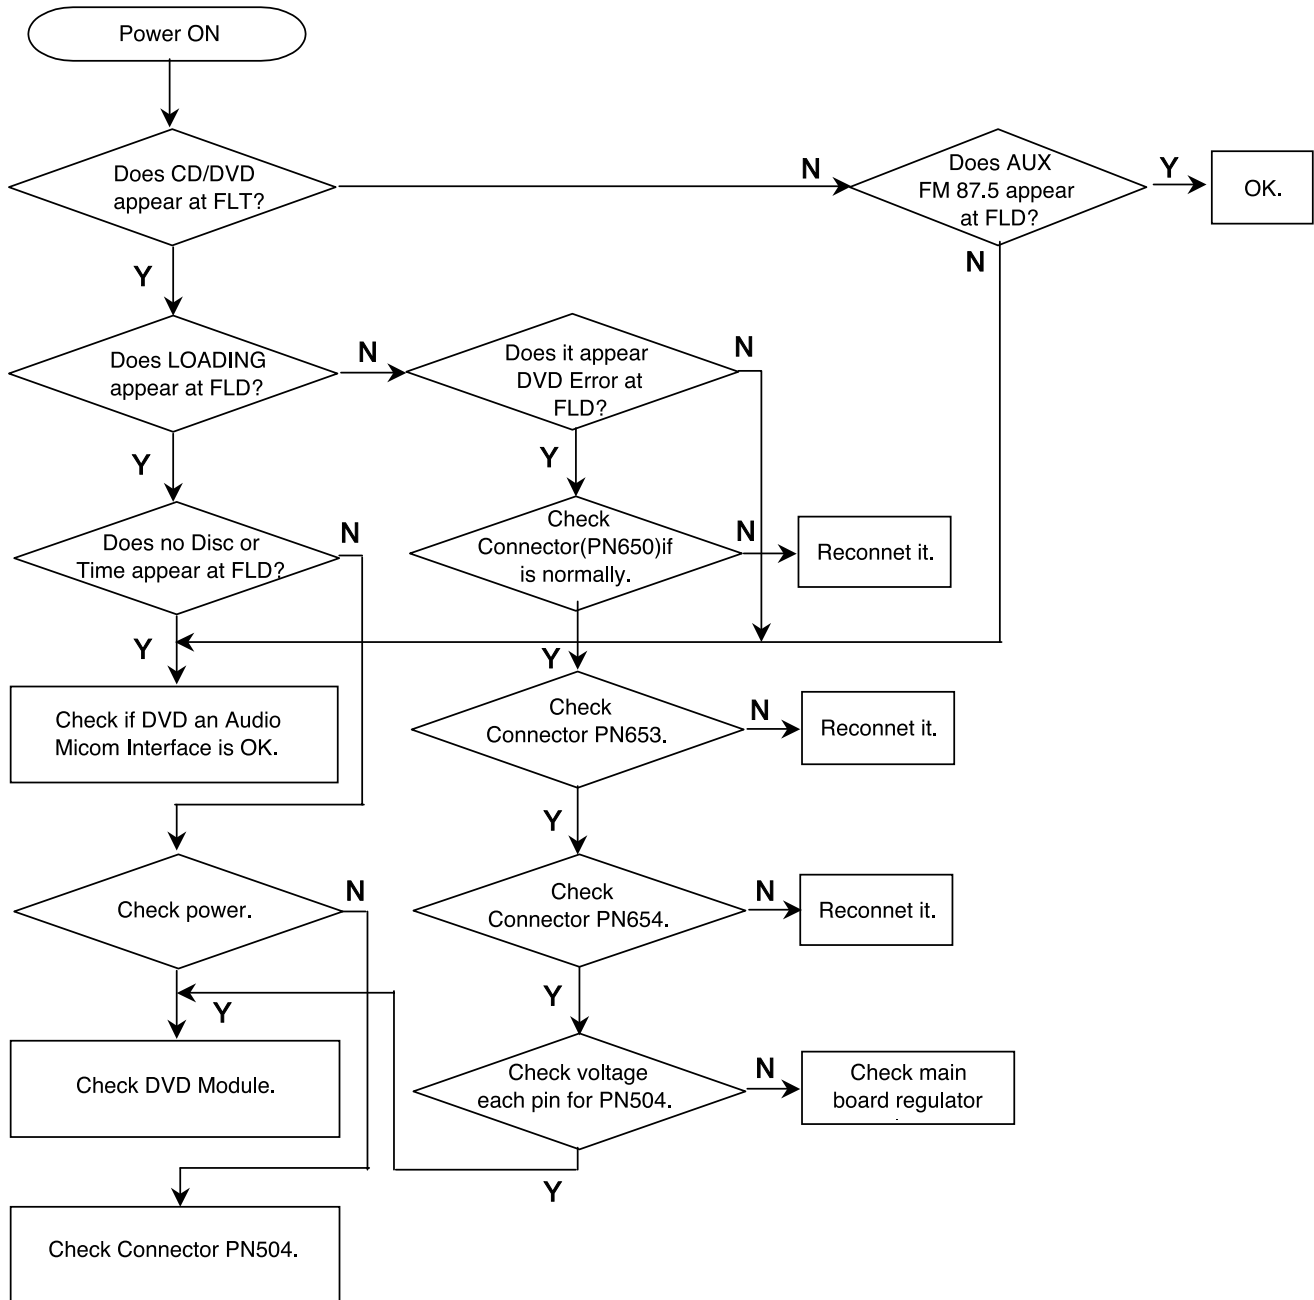 Power ON
Does CD/DVD
appear at FLT?
N
Does AUX
FM 87.5 appear
at FLD?
Y
OK.
Y
N
Does LOADING
appear at FLD?
N
Does it appear
DVD Error at
FLD?
N
Y
Y
Does no Disc or
Time appear at FLD?
N
Check
Connector(PN650)if
is normally.
N
Reconnet it.
Y
Y
Check if DVD an Audio
Micom Interface is OK.
Check
Connector PN653.
N
Reconnet it.
Y
Check power.
N
Check
Connector PN654.
N
Reconnet it.
Y
Y
Check DVD Module.
Check voltage
each pin for PN504.
N
Check main
board regulator
.
Y
Check Connector PN504.